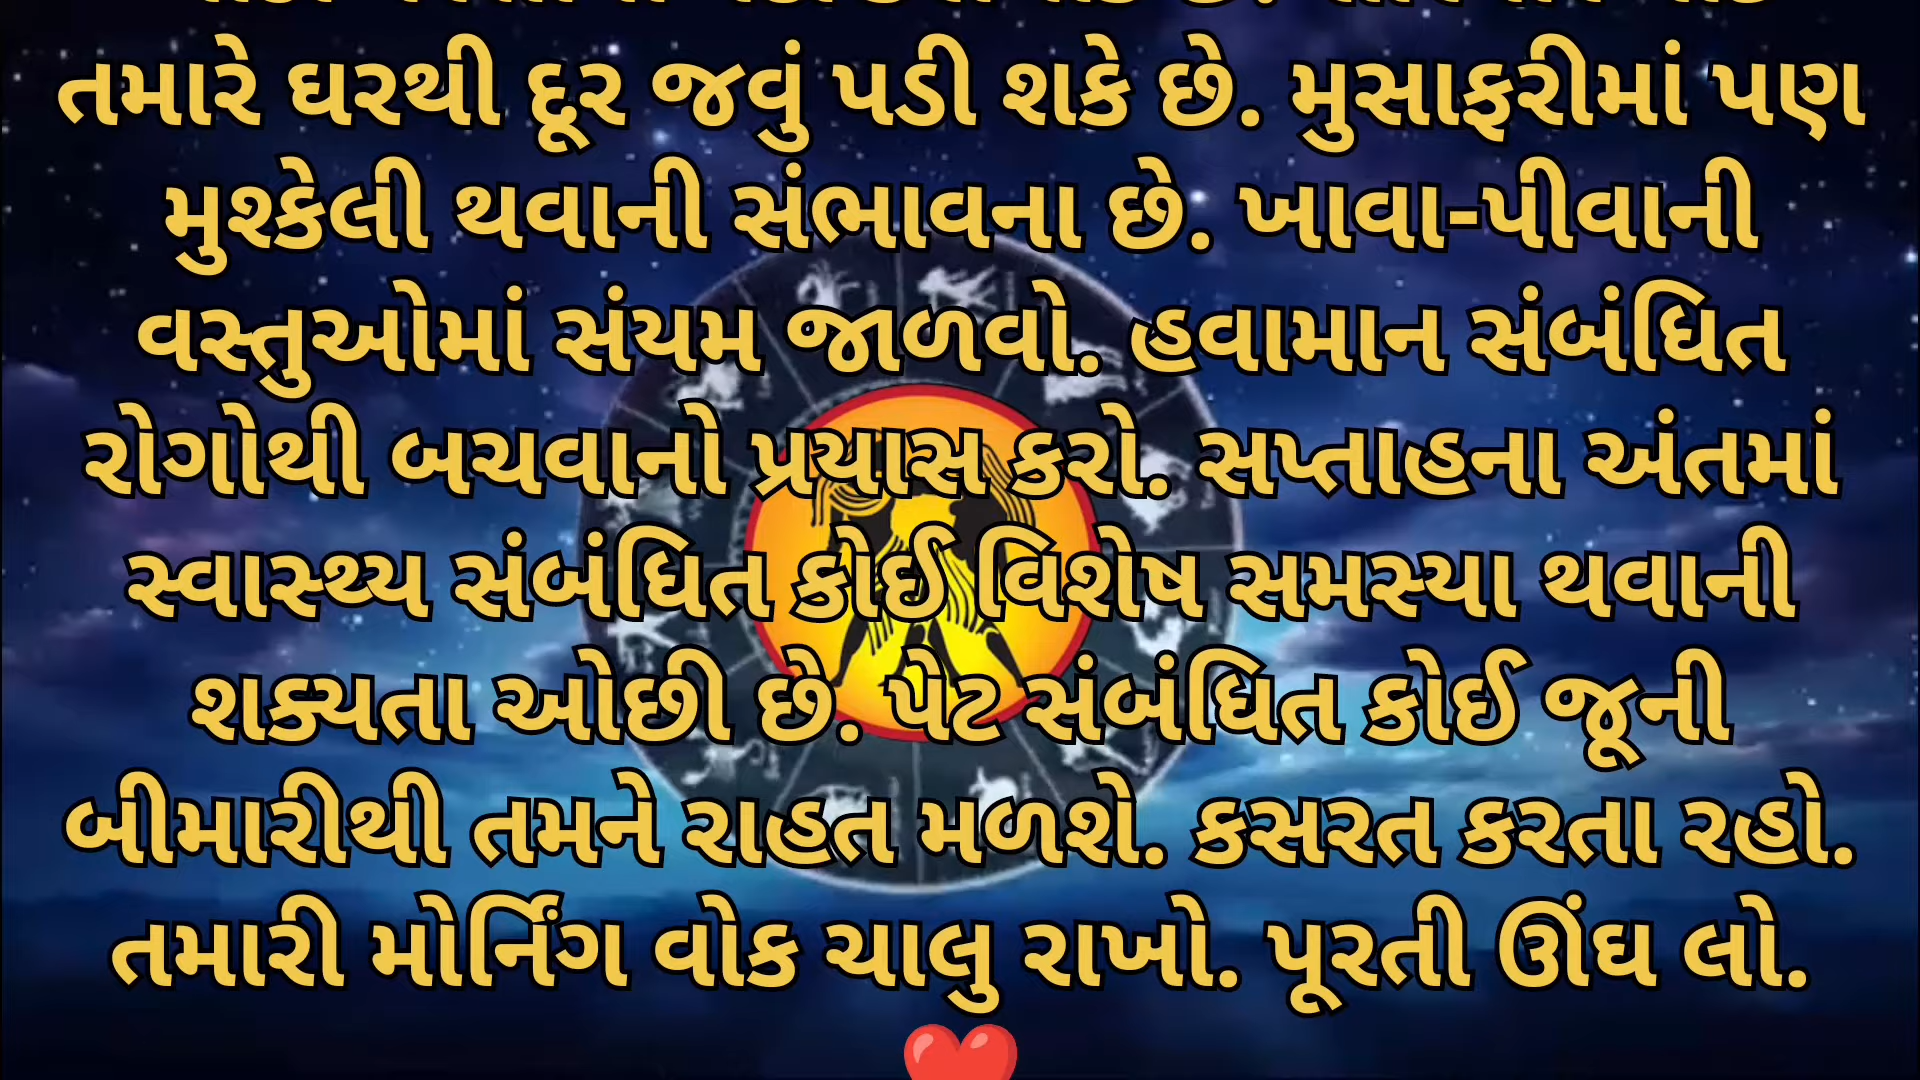 તમારે ઘરથી દૂર જવું પડી શકે છે. મુસાફરીમાં પણ
મુશ્કેલી થવાની સંભાવના છે. ખાવા-પીવાની
વસ્તુઓમાં સંયમ જાળવો. હવામાન સંબંધિત
રોગોથી બચવાનો પ્રયાસ કરો. સપ્તાહના અંતમાં
સ્વાસ્થ્ય સંબંધિત કોઈ વિશેષ સમસ્યા થવાની
શક્યતા ઓછી છે. પેટ સંબંધિત કોઈ જૂની
બીમારીથી તમને રાહત મળશે. કસરત કરતા રહો.
તમારી મોર્નિંગ વોક ચાલુ રાખો. પૂરતી ઊંઘ લો.